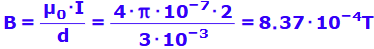 B = μ₀·I / d = 4·π·10⁻⁷·2 / 3·10⁻³ = 8.37·10⁻⁴T